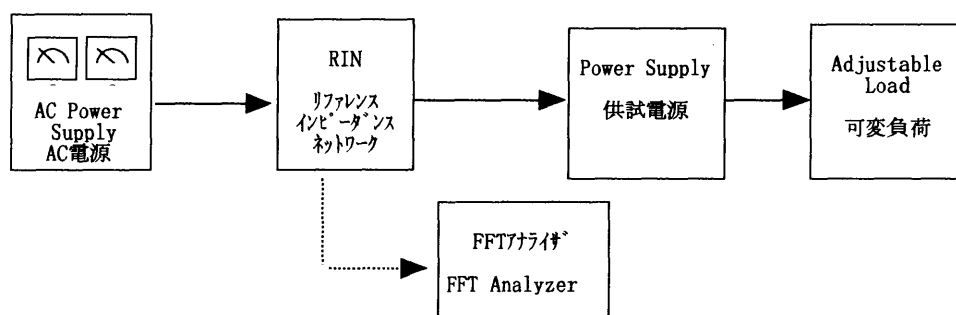 AC Power
Supply
AC電源
RIN
リファレンス
インピーダンス
ネットワーク
Power Supply
供試電源
Adjustable
Load
可変負荷
FFTアナライザ
FFT Analyzer